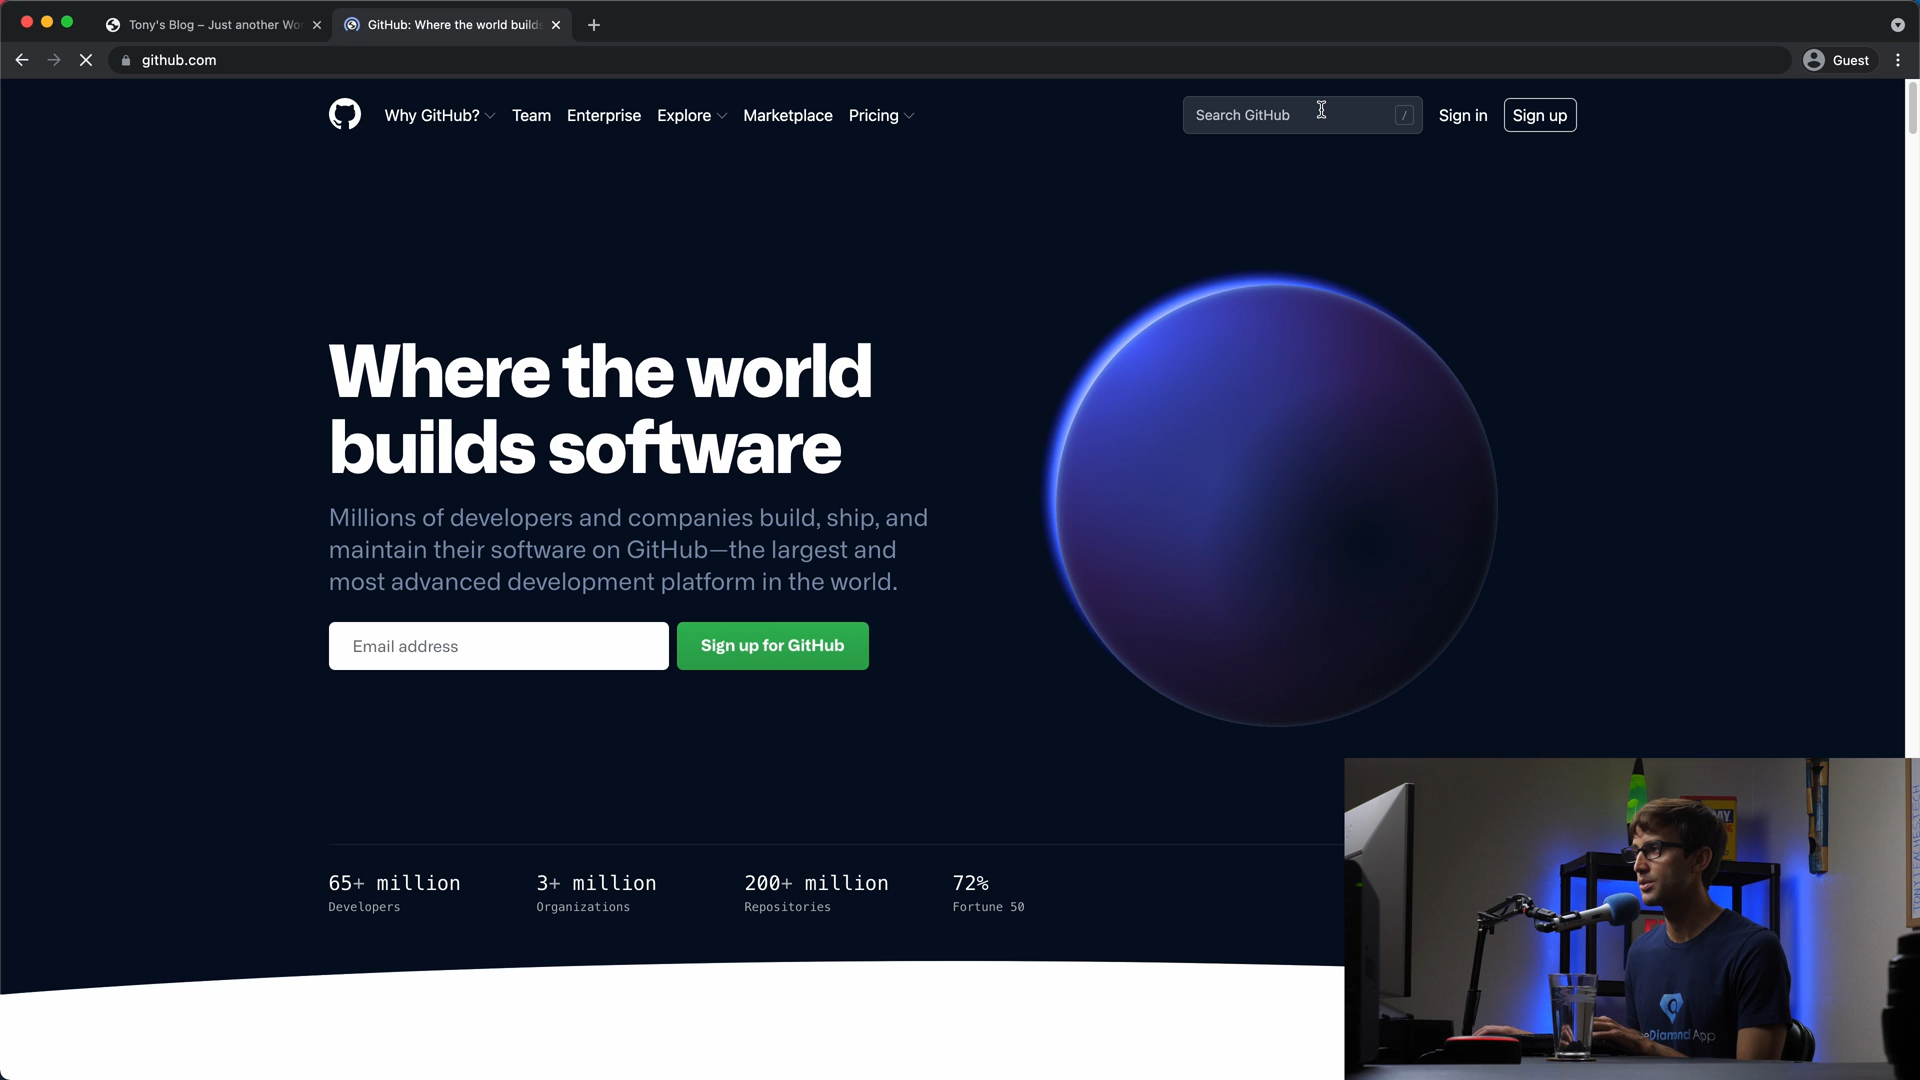 Tony's Blog – Just another Wo
GitHub: Where the world builds
github.com
Guest
Why GitHub?
Team
Enterprise
Explore
Marketplace
Pricing
Search GitHub
/
Sign in
Sign up
Where the world
builds software
Millions of developers and companies build, ship, and
maintain their software on GitHub—the largest and
most advanced development platform in the world.
Email address
Sign up for GitHub
65+ million
Developers
3+ million
Organizations
200+ million
Repositories
72%
Fortune 50
eDiamond App